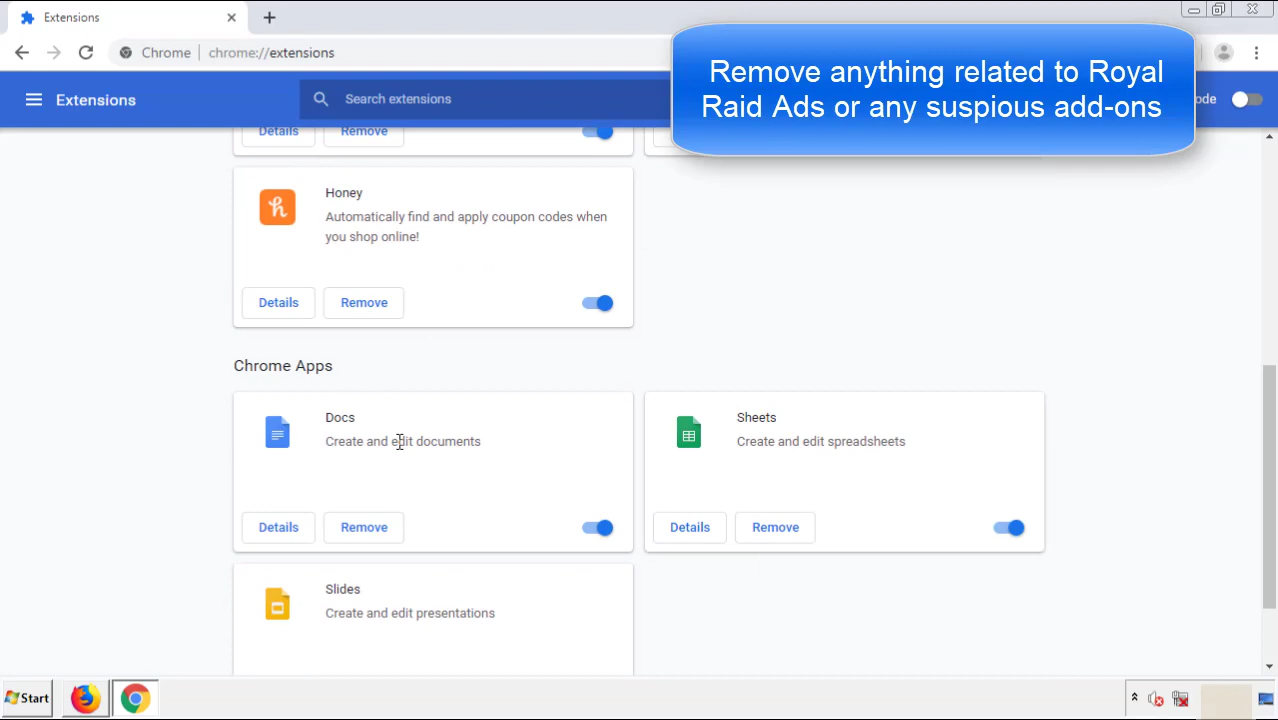 Extensions
Chrome
chrome://extensions
Remove anything related to Royal
Raid Ads or any suspious add-ons
Extensions
Search extensions
ode
Details
Remove
Honey
Automatically find and apply coupon codes when
you shop online!
Details
Remove
Chrome Apps
Docs
Create and edit documents
Details
Remove
Sheets
Create and edit spreadsheets
Details
Remove
Slides
Create and edit presentations
Start